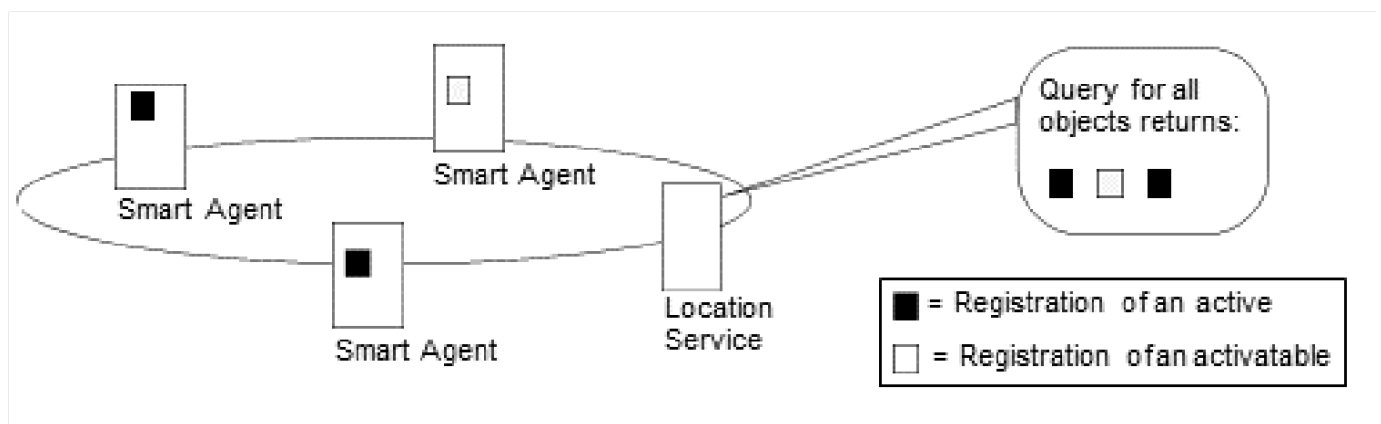 Smart Agent
Smart Agent
Smart Agent
Location
Service
Query for all
objects returns:
= Registration of an active
= Registration of an activatable